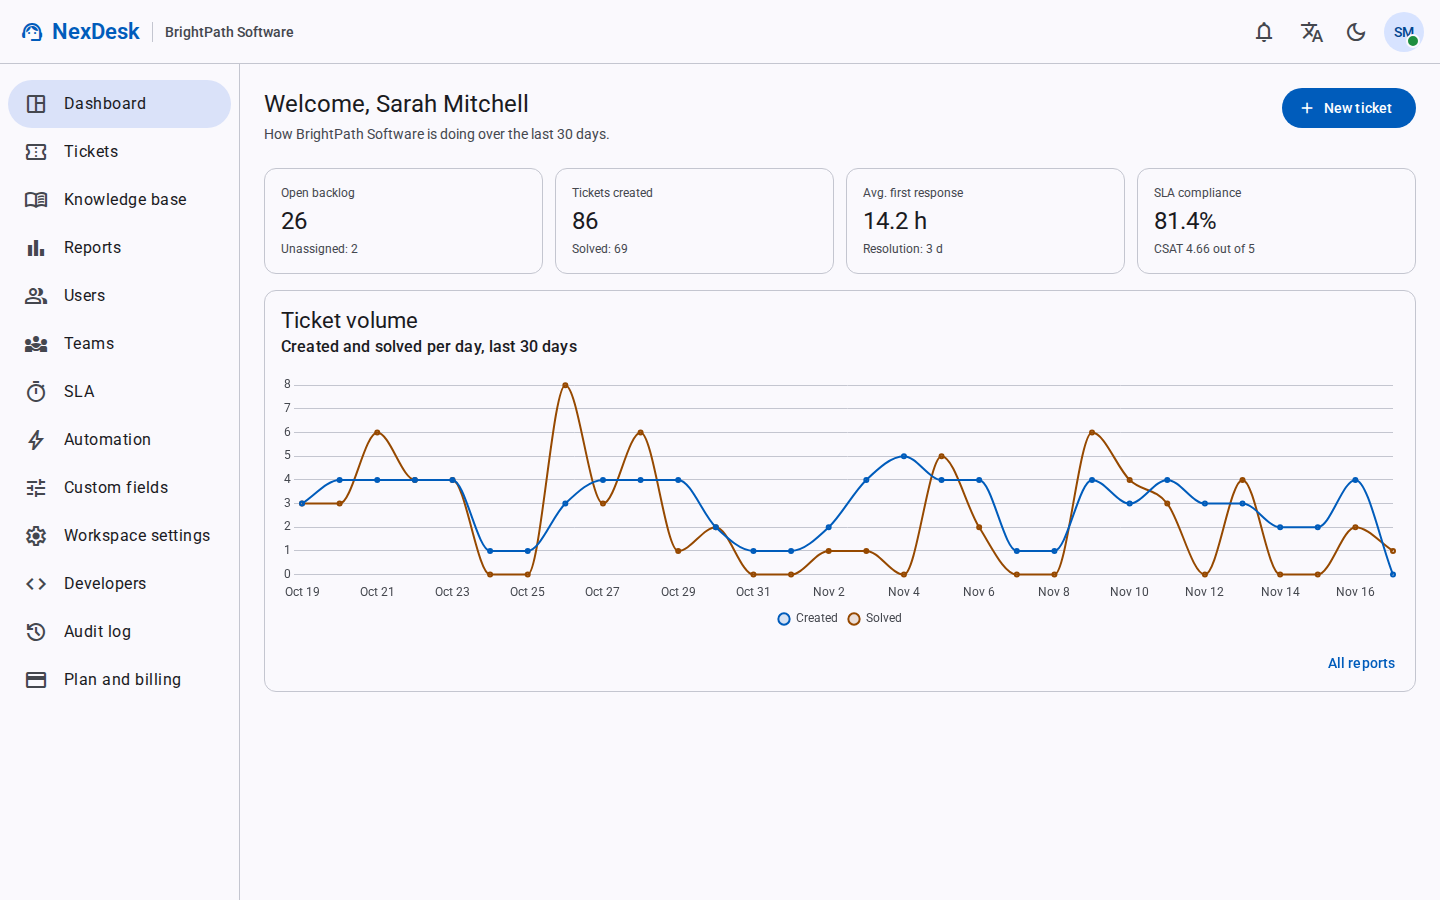 NexDesk
BrightPath Software
SM
Dashboard
Tickets
Knowledge base
Reports
Users
Teams
SLA
Automation
Custom fields
Workspace settings
Developers
Audit log
Plan and billing
Welcome, Sarah Mitchell
How BrightPath Software is doing over the last 30 days.
New ticket
Open backlog
26
Unassigned: 2
Tickets created
86
Solved: 69
Avg. first response
14.2 h
Resolution: 3 d
SLA compliance
81.4%
CSAT 4.66 out of 5
Ticket volume
Created and solved per day, last 30 days
8
7
6
5
4
3
2
1
0
Oct 19 Oct 21 Oct 23 Oct 25 Oct 27 Oct 29 Oct 31 Nov 2 Nov 4 Nov 6 Nov 8 Nov 10 Nov 12 Nov 14 Nov 16
Created Solved
All reports